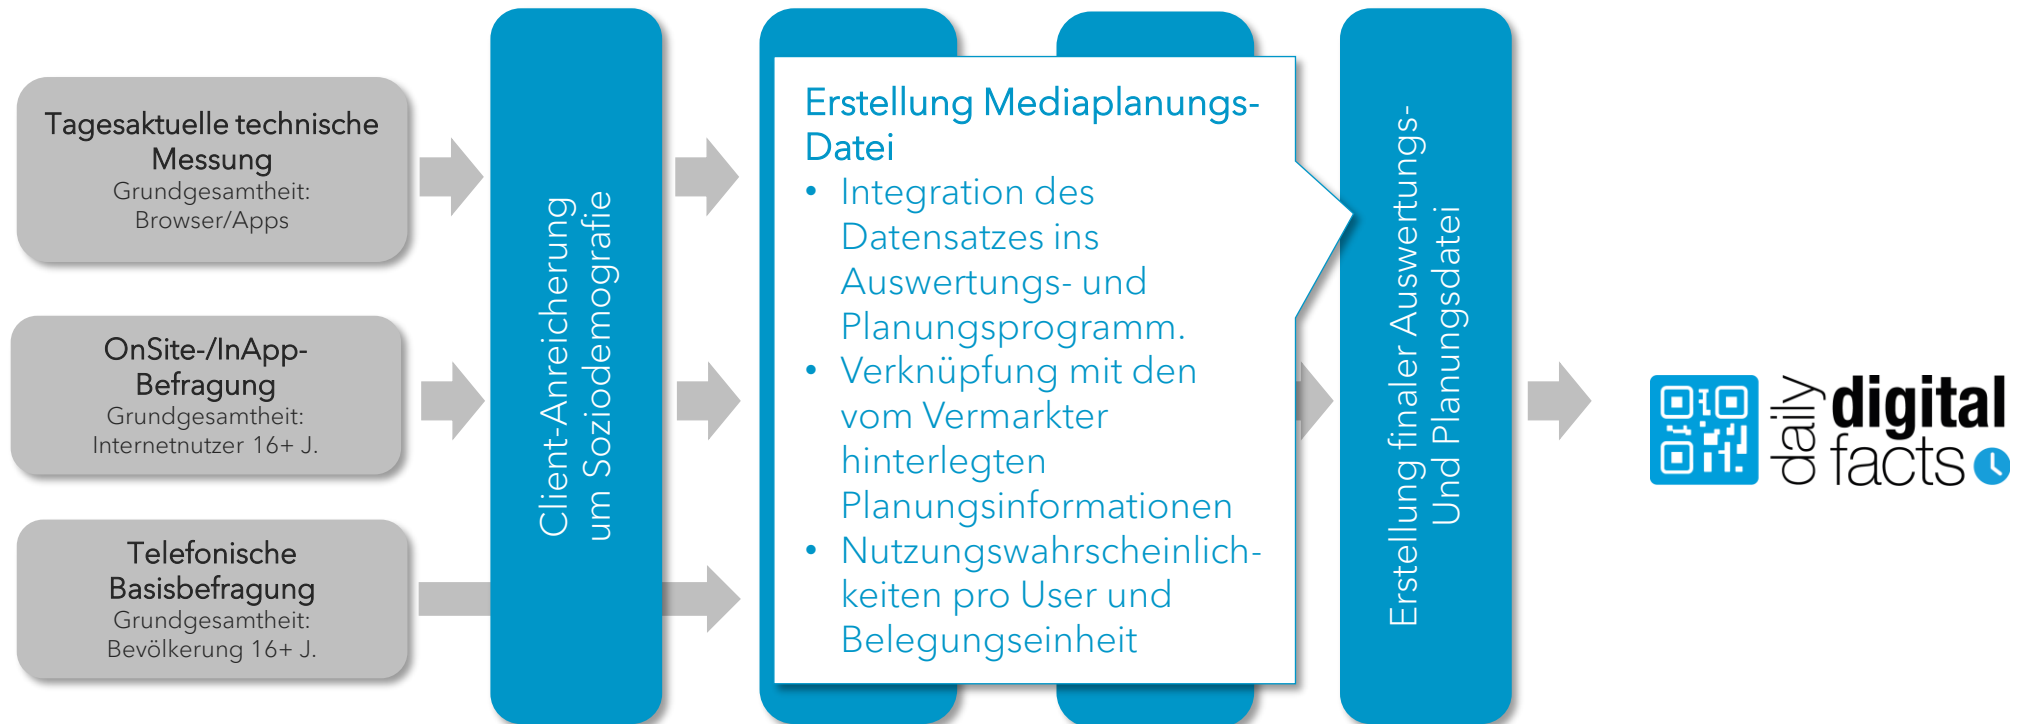 Tagesaktuelle technische
Messung
Grundgesamtheit:
Browser/Apps
OnSite-/InApp-
Befragung
Grundgesamtheit:
Internetnutzer 16+ J.
Telefonische
Basisbefragung
Grundgesamtheit:
Bevölkerung 16+ J.
Client-Anreicherung
um Soziodemografie
Erstellung Mediaplanungs-
Datei
• Integration des
Datensatzes ins
Auswertungs- und
Planungsprogramm.
• Verknüpfung mit den
vom Vermarkter
hinterlegten
Planungsinformationen
• Nutzungswahrscheinlich-
keiten pro User und
Belegungseinheit
Erstellung finaler Auswertungs-
Und Planungsdatei
daily
digital
facts